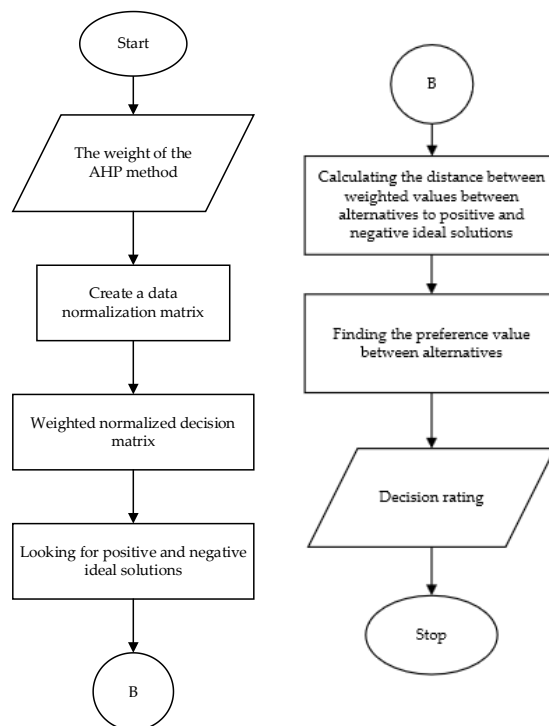 Start
The weight of the
AHP method
Create a data
normalization matrix
Weighted normalized decision
matrix
Looking for positive and negative
ideal solutions
B
B
Calculating the distance between
weighted values between
alternatives to positive and
negative ideal solutions
Finding the preference value
between alternatives
Decision rating
Stop